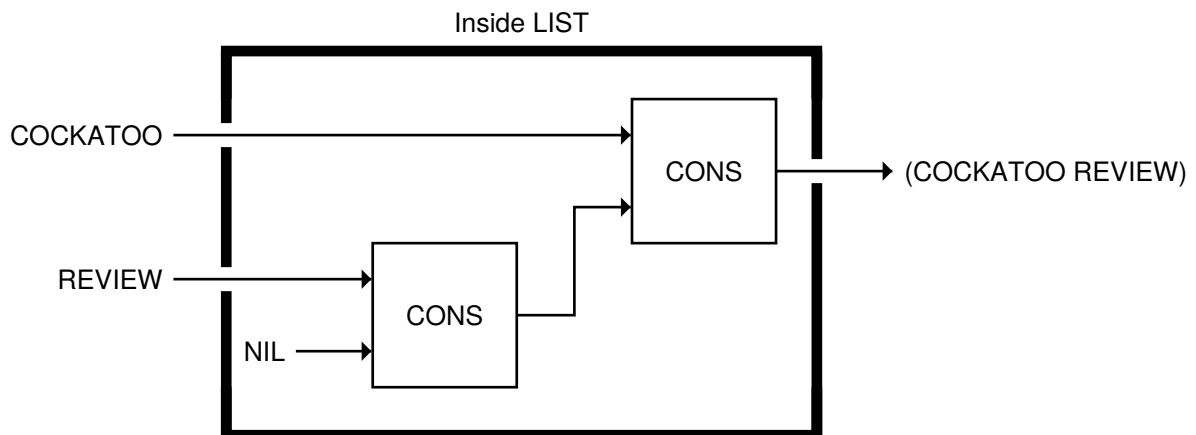 Inside LIST
COCKATOO
CONS
(COCKATOO REVIEW)
REVIEW
CONS
NIL